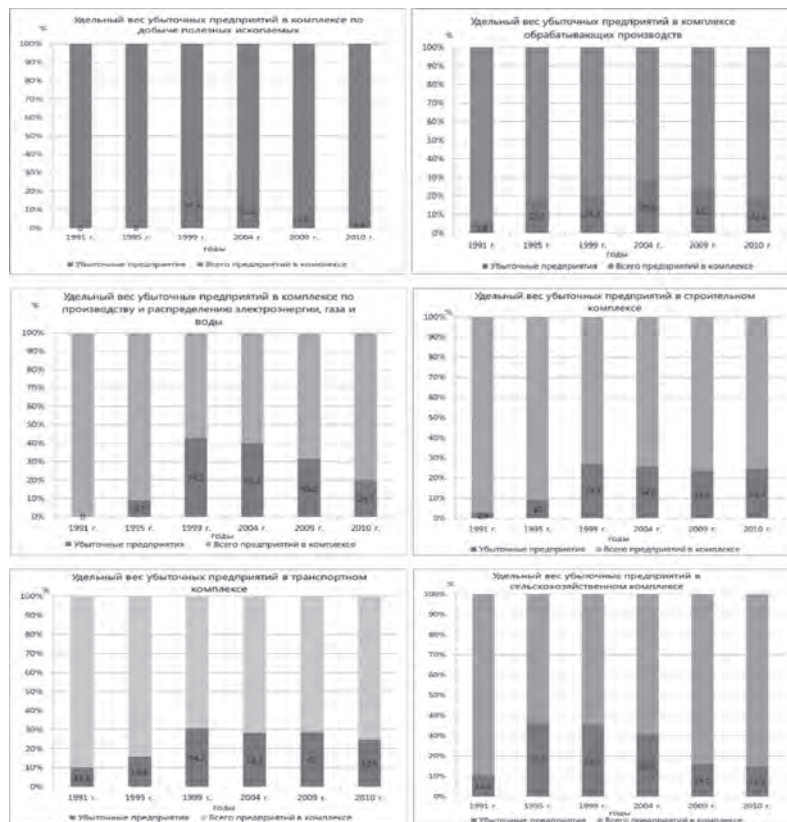 Удельный вес убыточных предприятий в комплексе по
добыче полезных ископаемых
%
100%
90%
80%
70%
60%
50%
40%
30%
20%
10%
0%
1991 г. 1995 г. 1999 г. 2004 г. 2009 г. 2010 г.
годы
Убыточные предприятия Всего предприятий в комплексе
Удельный вес убыточных предприятий в комплексе
обрабатывающих производств
%
100%
90%
80%
70%
60%
50%
40%
30%
20%
10%
0%
1991 г. 1995 г. 1999 г. 2004 г. 2009 г. 2010 г.
годы
Убыточные предприятия Всего предприятий в комплексе
Удельный вес убыточных предприятий в комплексе по
производству и распределению электроэнергии, газа и
воды
%
100%
90%
80%
70%
60%
50%
40%
30%
20%
10%
0%
1991 г. 1995 г. 1999 г. 2004 г. 2009 г. 2010 г.
годы
Убыточные предприятия Всего предприятий в комплексе
Удельный вес убыточных предприятий в строительном
комплексе
%
100%
90%
80%
70%
60%
50%
40%
30%
20%
10%
0%
1991 г. 1995 г. 1999 г. 2004 г. 2009 г. 2010 г.
годы
Убыточные предприятия Всего предприятий в комплексе
Удельный вес убыточных предприятий в транспортном
комплексе
%
100%
90%
80%
70%
60%
50%
40%
30%
20%
10%
0%
1991 г. 1995 г. 1999 г. 2004 г. 2009 г. 2010 г.
годы
Убыточные предприятия Всего предприятий в комплексе
Удельный вес убыточных предприятий в
сельскохозяйственном комплексе
%
100%
90%
80%
70%
60%
50%
40%
30%
20%
10%
0%
1991 г. 1995 г. 1999 г. 2004 г. 2009 г. 2010 г.
годы
Убыточные предприятия Всего предприятий в комплексе